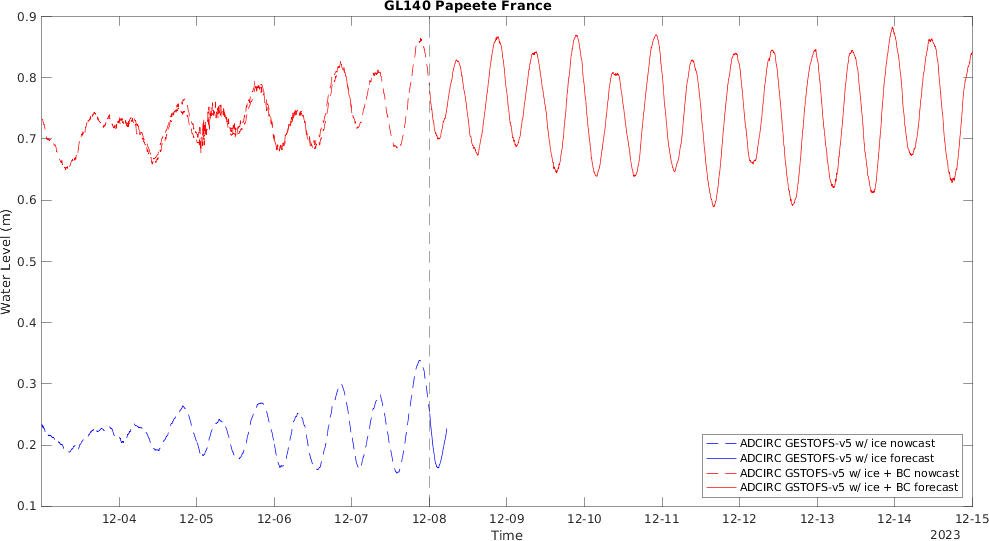 GL140 Papeete France
Water Level (m)
0.9
0.8
0.7
0.6
0.5
0.4
0.3
0.2
0.1
ADCIRC GESTOFS-v5 w/ ice nowcast
ADCIRC GESTOFS-v5 w/ ice forecast
ADCIRC GSTOFS-v5 w/ ice + BC nowcast
ADCIRC GSTOFS-v5 w/ ice + BC forecast
12-04 12-05 12-06 12-07 12-08 12-09 12-10 12-11 12-12 12-13 12-14 12-15
Time
2023